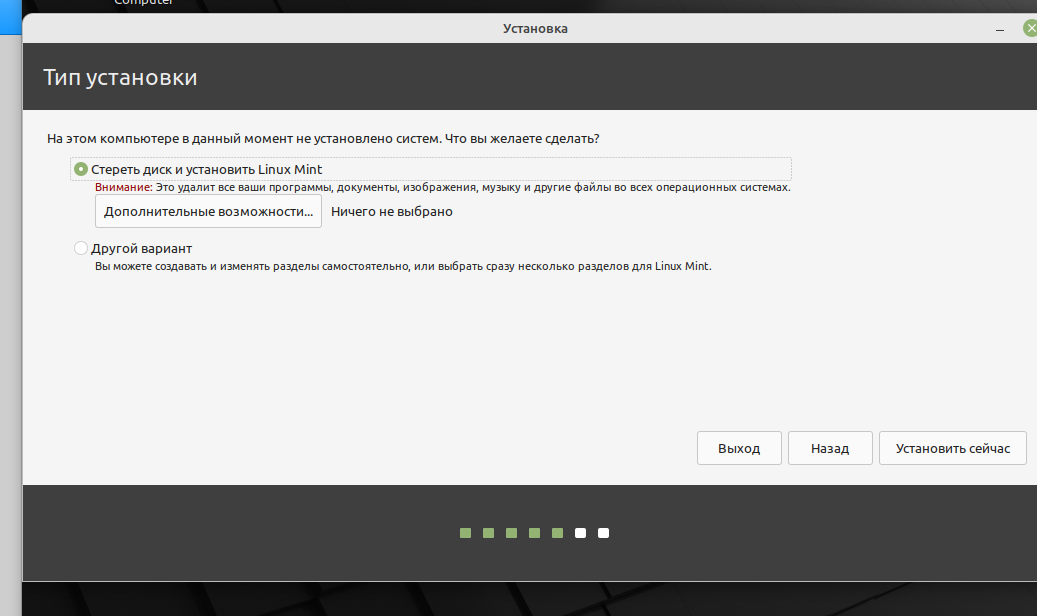 Computer
Установка
Тип установки
На этом компьютере в данный момент не установлено систем. Что вы желаете сделать?
Стереть диск и установить Linux Mint
Внимание: Это удалит все ваши программы, документы, изображения, музыку и другие файлы во всех операционных системах.
Дополнительные возможности... Ничего не выбрано
Другой вариант
Вы можете создавать и изменять разделы самостоятельно, или выбрать сразу несколько разделов для Linux Mint.
Выход Назад Установить сейчас